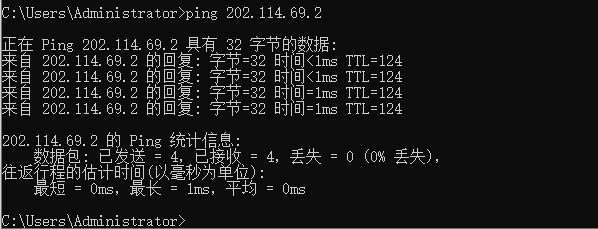 C:\Users\Administrator>ping 202.114.69.2
正在 Ping 202.114.69.2 具有 32 字节的数据:
来自 202.114.69.2 的回复: 字节=32 时间<1ms TTL=124
来自 202.114.69.2 的回复: 字节=32 时间<1ms TTL=124
来自 202.114.69.2 的回复: 字节=32 时间=1ms TTL=124
来自 202.114.69.2 的回复: 字节=32 时间=1ms TTL=124
202.114.69.2 的 Ping 统计信息:
数据包: 已发送 = 4, 已接收 = 4, 丢失 = 0 (0% 丢失),
往返行程的估计时间(以毫秒为单位):
最短 = 0ms, 最长 = 1ms, 平均 = 0ms
C:\Users\Administrator>